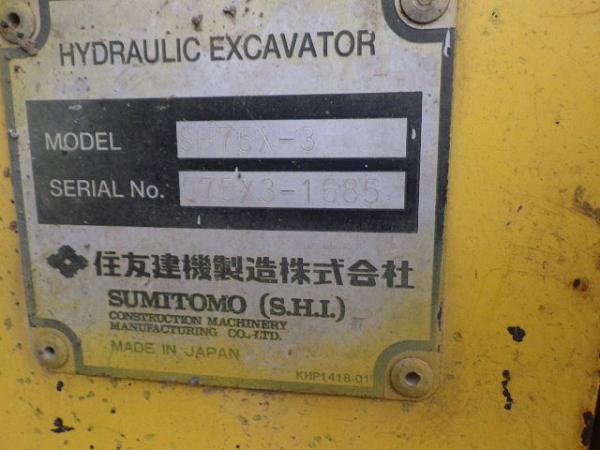 HYDRAULIC EXCAVATOR
MODEL SH75X-3
SERIAL No. 075X3-1685
住友建機製造株式会社
SUMITOMO (S.H.I.)
CONSTRUCTION MACHINERY
MANUFACTURING CO.,LTD.
MADE IN JAPAN
KHP1418-01